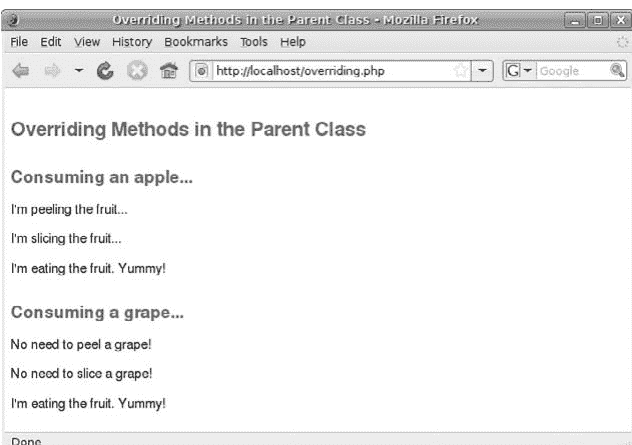 Overriding Methods in the Parent Class - Mozilla Firefox
File Edit View History Bookmarks Tools Help
http://localhost/overriding.php
G Google
Overriding Methods in the Parent Class
Consuming an apple...
I'm peeling the fruit...
I'm slicing the fruit...
I'm eating the fruit. Yummy!
Consuming a grape...
No need to peel a grape!
No need to slice a grape!
I'm eating the fruit. Yummy!
Done